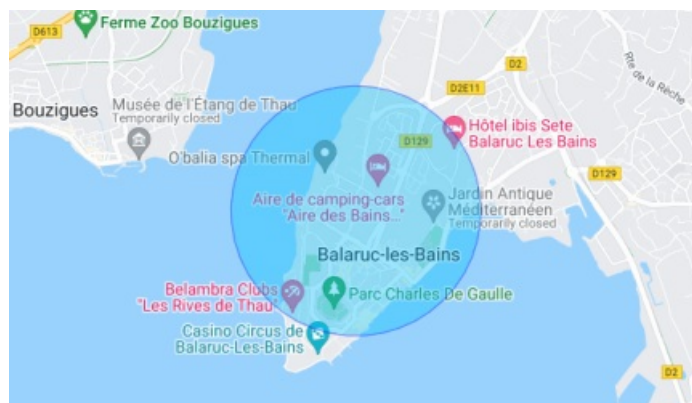 Ferme Zoo Bouzigues
D613
D2
Rte de la Rèche
D2E11
Bouzigues
Musée de l'Étang de Thau
Temporarily closed
Hôtel ibis Sete
Balaruc Les Bains
D129
O'balia spa Thermal
D129
Aire de camping-cars
"Aire des Bains..."
Jardin Antique
Méditerranéen
Temporarily closed
Balaruc-les-Bains
Belambra Clubs
"Les Rives de Thau"
Parc Charles De Gaulle
Casino Circus de
Balaruc-Les-Bains
D2